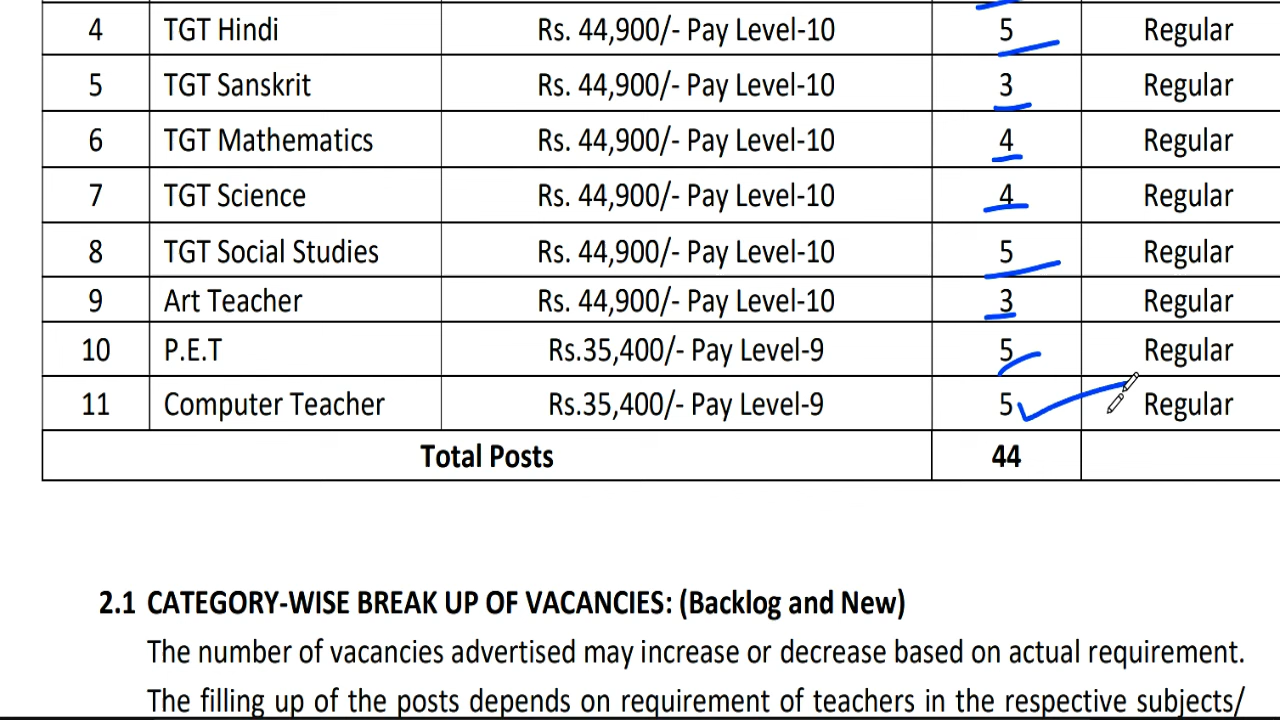 4 TGT Hindi Rs. 44,900/- Pay Level-10 5 Regular
5 TGT Sanskrit Rs. 44,900/- Pay Level-10 3 Regular
6 TGT Mathematics Rs. 44,900/- Pay Level-10 4 Regular
7 TGT Science Rs. 44,900/- Pay Level-10 4 Regular
8 TGT Social Studies Rs. 44,900/- Pay Level-10 5 Regular
9 Art Teacher Rs. 44,900/- Pay Level-10 3 Regular
10 P.E.T Rs.35,400/- Pay Level-9 5 Regular
11 Computer Teacher Rs.35,400/- Pay Level-9 5 Regular
Total Posts 44
2.1 CATEGORY-WISE BREAK UP OF VACANCIES: (Backlog and New)
The number of vacancies advertised may increase or decrease based on actual requirement.
The filling up of the posts depends on requirement of teachers in the respective subjects/